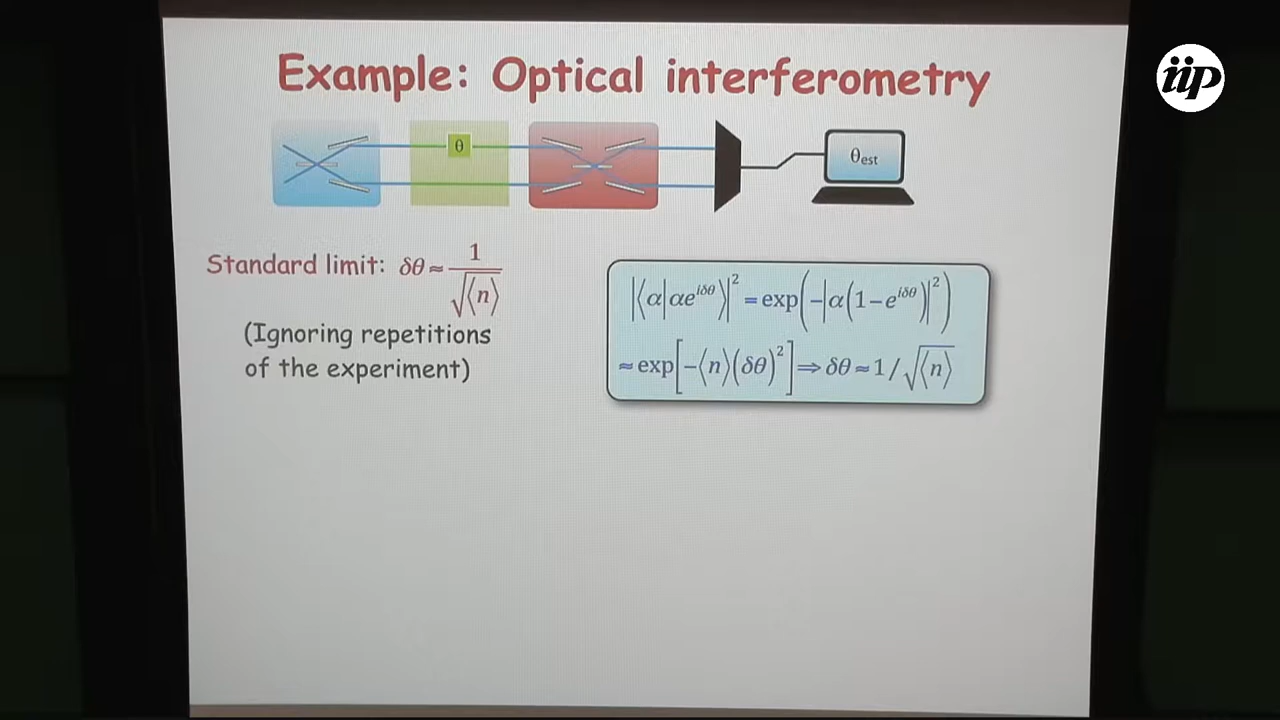 Example: Optical interferometry
iip
θ
θest
Standard limit: δθ ≈ 1/√⟨n⟩
(Ignoring repetitions
of the experiment)
|⟨α|αe^{iδθ}⟩|² = exp(−|α(1−e^{iδθ})|²)
≈ exp[−⟨n⟩(δθ)²] ⇒ δθ ≈ 1/√⟨n⟩